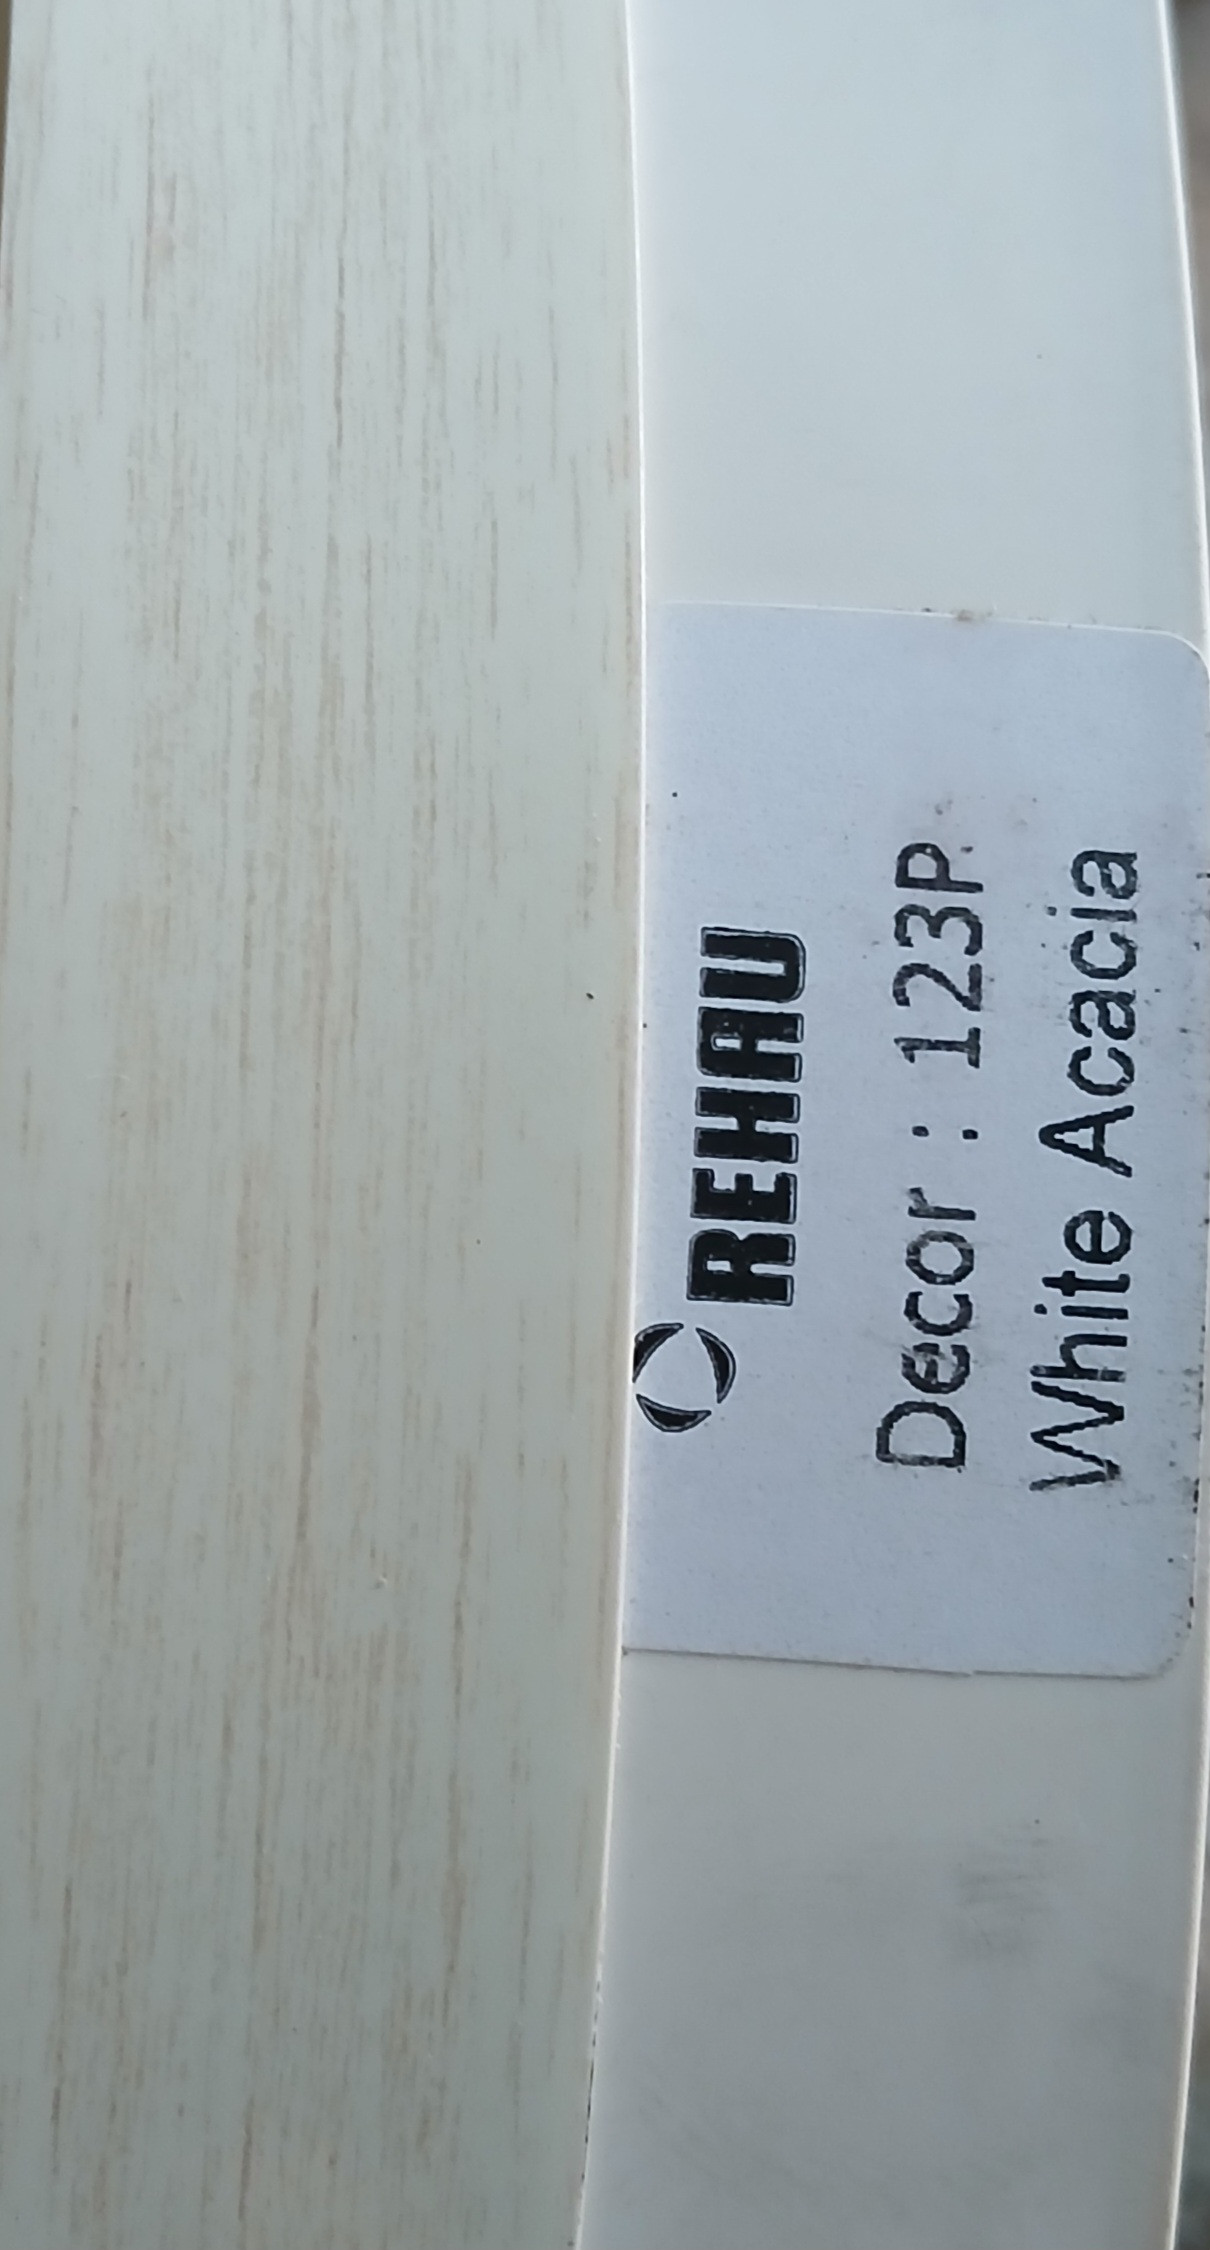 REHAU
Decor : 123P
White Acacia